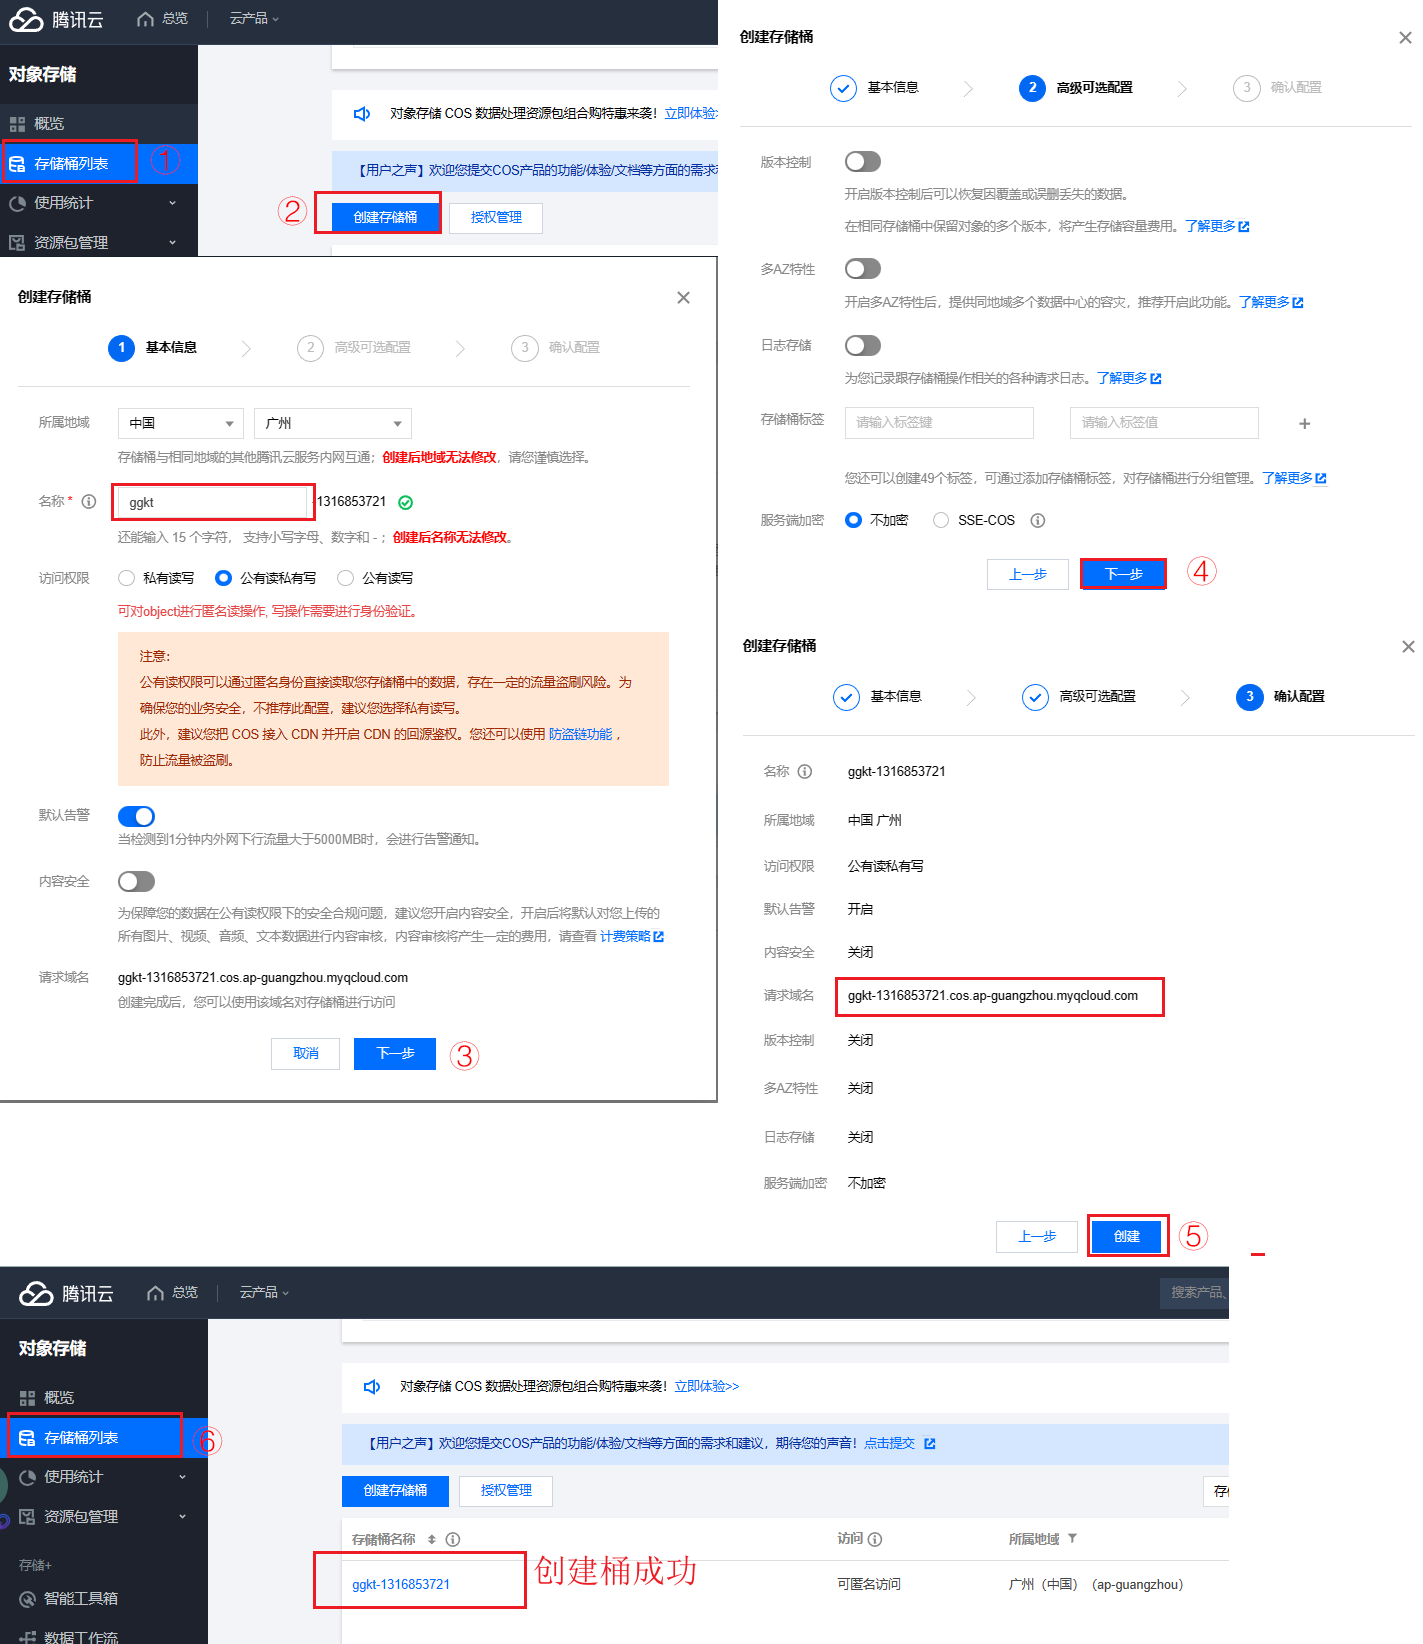 腾讯云 总览 云产品
对象存储
概览
存储桶列表 ①
使用统计
资源包管理
对象存储 COS 数据处理资源包组合购特惠来袭！立即体验>
【用户之声】欢迎您提交COS产品的功能/体验/文档等方面的需求
② 创建存储桶 授权管理
创建存储桶
1 基本信息 2 高级可选配置 3 确认配置
所属地域 中国 广州
存储桶与相同地域的其他腾讯云服务内网互通；创建后地域无法修改，请您谨慎选择。
名称 * ggkt -1316853721
还能输入 15 个字符， 支持小写字母、数字和 - ；创建后名称无法修改。
访问权限 私有读写 公有读私有写 公有读写
可对object进行匿名读操作, 写操作需要进行身份验证。
注意：
公有读权限可以通过匿名身份直接读取您存储桶中的数据，存在一定的流量盗刷风险。为
确保您的业务安全，不推荐此配置，建议您选择私有读写。
此外，建议您把 COS 接入 CDN 并开启 CDN 的回源鉴权。您还可以使用 防盗链功能 ，
防止流量被盗刷。
默认告警
当检测到1分钟内外网下行流量大于5000MB时，会进行告警通知。
内容安全
为保障您的数据在公有读权限下的安全合规问题，建议您开启内容安全，开启后将默认对您上传的
所有图片、视频、音频、文本数据进行内容审核，内容审核将产生一定的费用，请查看 计费策略
请求域名 ggkt-1316853721.cos.ap-guangzhou.myqcloud.com
创建完成后，您可以使用该域名对存储桶进行访问
取消 下一步 ③
创建存储桶
基本信息 2 高级可选配置 3 确认配置
版本控制
开启版本控制后可以恢复因覆盖或误删丢失的数据。
在相同存储桶中保留对象的多个版本，将产生存储容量费用。了解更多
多AZ特性
开启多AZ特性后，提供同地域多个数据中心的容灾，推荐开启此功能。了解更多
日志存储
为您记录跟存储桶操作相关的各种请求日志。了解更多
存储桶标签 请输入标签键 请输入标签值 +
您还可以创建49个标签，可通过添加存储桶标签，对存储桶进行分组管理。了解更多
服务端加密 不加密 SSE-COS
上一步 下一步 ④
创建存储桶
基本信息 高级可选配置 3 确认配置
名称 ggkt-1316853721
所属地域 中国 广州
访问权限 公有读私有写
默认告警 开启
内容安全 关闭
请求域名 ggkt-1316853721.cos.ap-guangzhou.myqcloud.com
版本控制 关闭
多AZ特性 关闭
日志存储 关闭
服务端加密 不加密
上一步 创建 ⑤
腾讯云 总览 云产品 搜索产品、
对象存储
概览
存储桶列表 ⑥
使用统计
资源包管理
存储+
智能工具箱
数据工作流
对象存储 COS 数据处理资源包组合购特惠来袭！立即体验>>
【用户之声】欢迎您提交COS产品的功能/体验/文档等方面的需求和建议，期待您的声音！点击提交
创建存储桶 授权管理
存储桶名称 访问 所属地域
ggkt-1316853721 创建桶成功 可匿名访问 广州（中国）（ap-guangzhou）